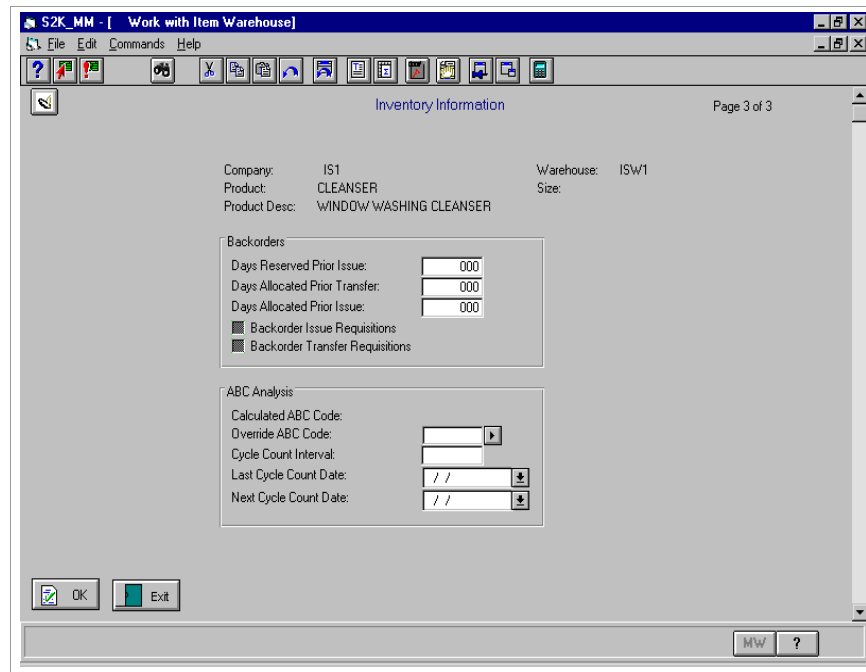 S2K_MM - [ Work with Item Warehouse]
File Edit Commands Help
Inventory Information Page 3 of 3
Company: IS1 Warehouse: ISW1
Product: CLEANSER Size:
Product Desc: WINDOW WASHING CLEANSER
Backorders
Days Reserved Prior Issue: 000
Days Allocated Prior Transfer: 000
Days Allocated Prior Issue: 000
Backorder Issue Requisitions
Backorder Transfer Requisitions
ABC Analysis
Calculated ABC Code:
Override ABC Code:
Cycle Count Interval:
Last Cycle Count Date: / /
Next Cycle Count Date: / /
OK Exit
MW ?